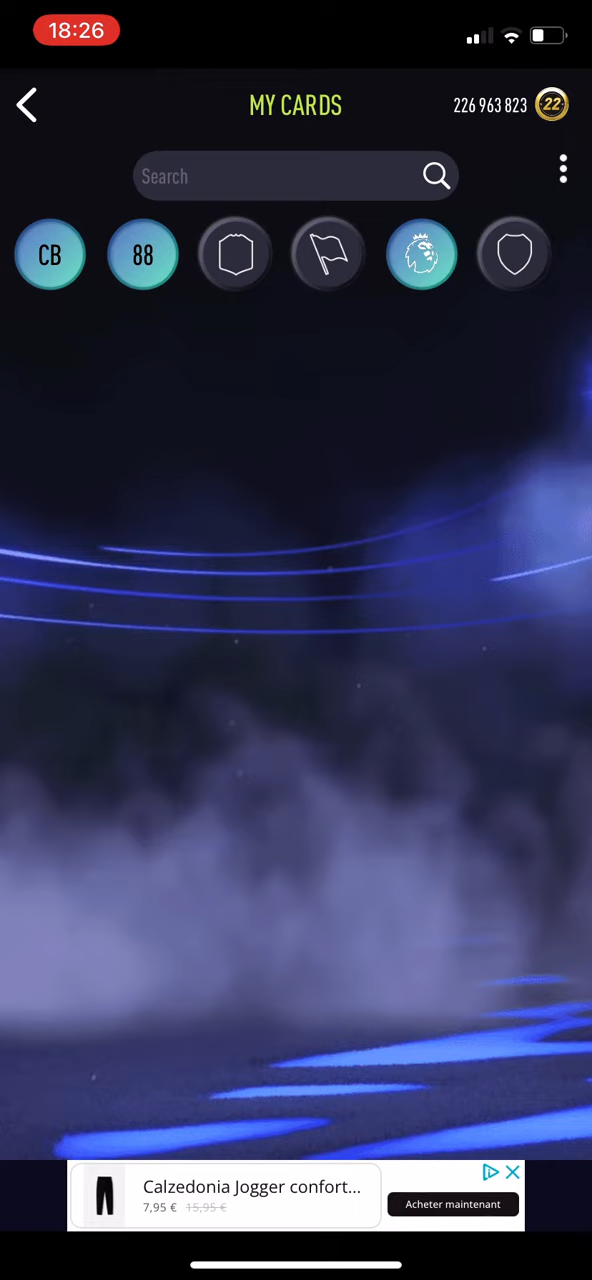 18:26
MY CARDS
226 963 823
22
Search
CB
88
Calzedonia Jogger confort...
7,95 € 15,95 €
Acheter maintenant